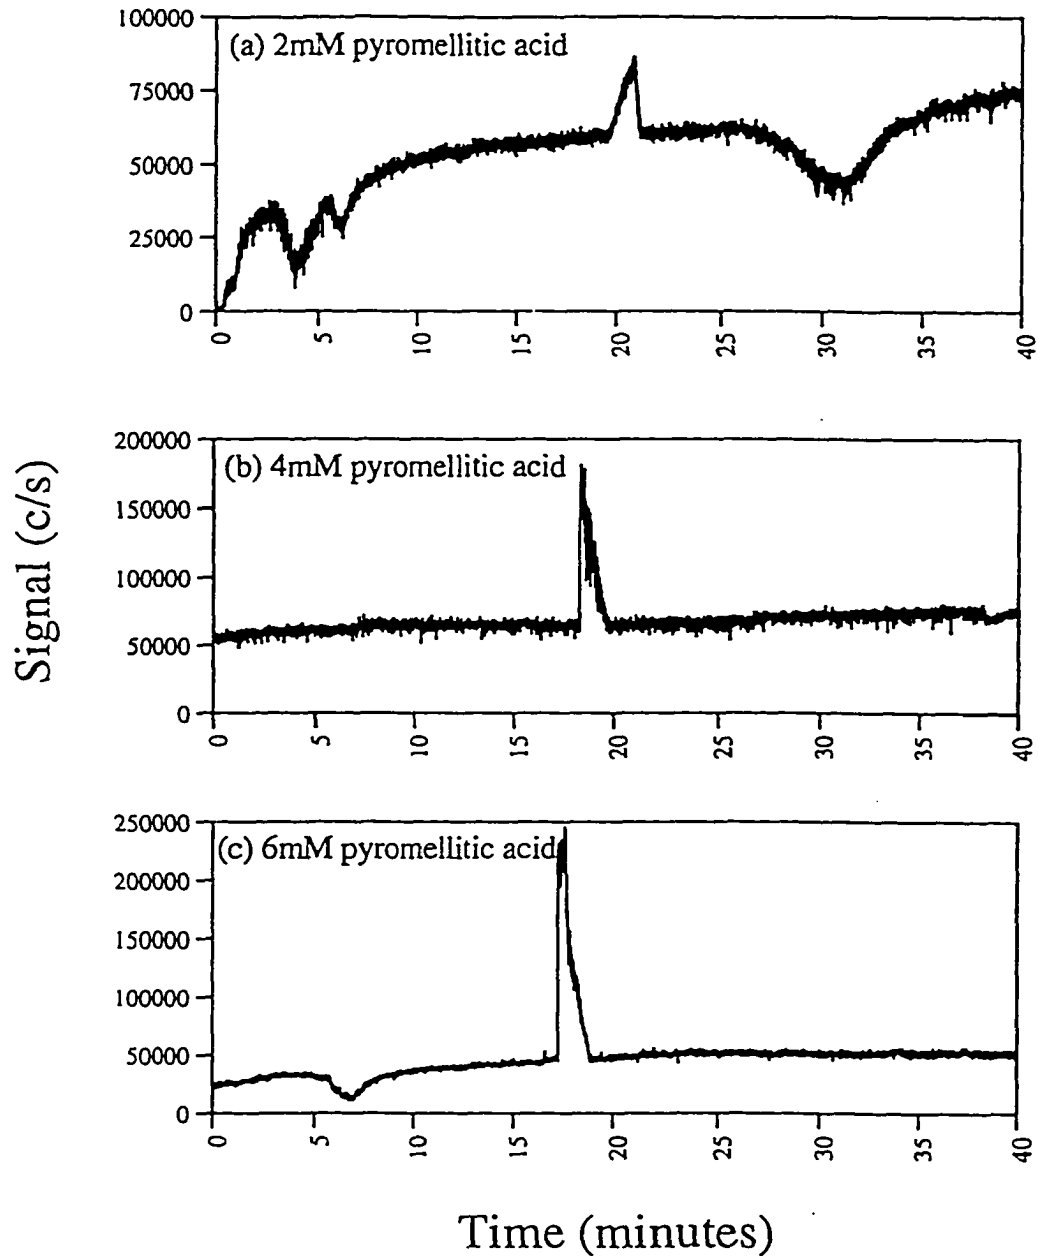 100000
(a) 2mM pyromellitic acid
75000
50000
25000
0
0 5 10 15 20 25 30 35 40
200000
(b) 4mM pyromellitic acid
150000
100000
50000
0
0 5 10 15 20 25 30 35 40
Signal (c/s)
250000
(c) 6mM pyromellitic acid
200000
150000
100000
50000
0
0 5 10 15 20 25 30 35 40
Time (minutes)